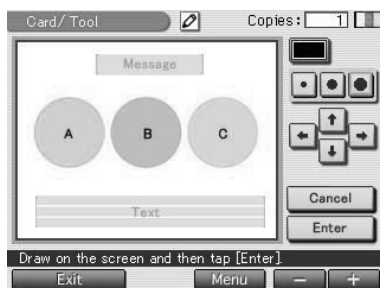 Card/Tool Copies: 1
Message
A B C
Text
Cancel
Enter
Draw on the screen and then tap [Enter].
Exit Menu − +